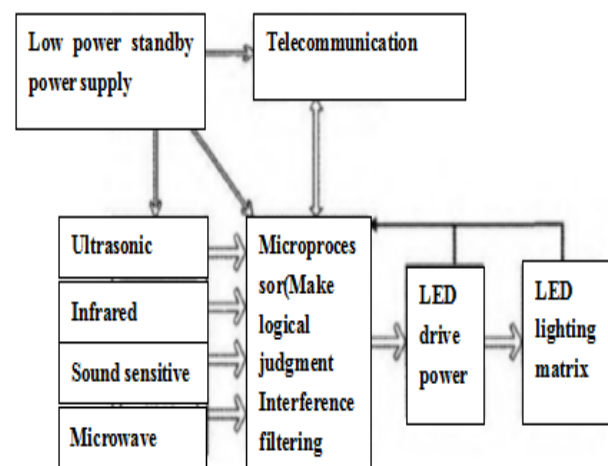 Low power standby
power supply
Telecommunication
Ultrasonic
Infrared
Sound sensitive
Microwave
Microproces
sor(Make
logical
judgment
Interference
filtering
LED
drive
power
LED
lighting
matrix